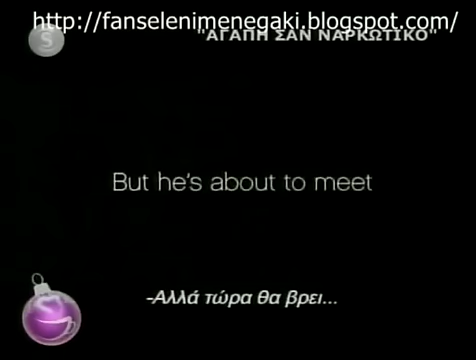 http://fanselenimenegaki.blogspot.com/
"ΑΓΑΠΗ ΣΑΝ ΝΑΡΚΩΤΙΚΟ"
S
But he's about to meet
-Αλλά τώρα θα βρει...